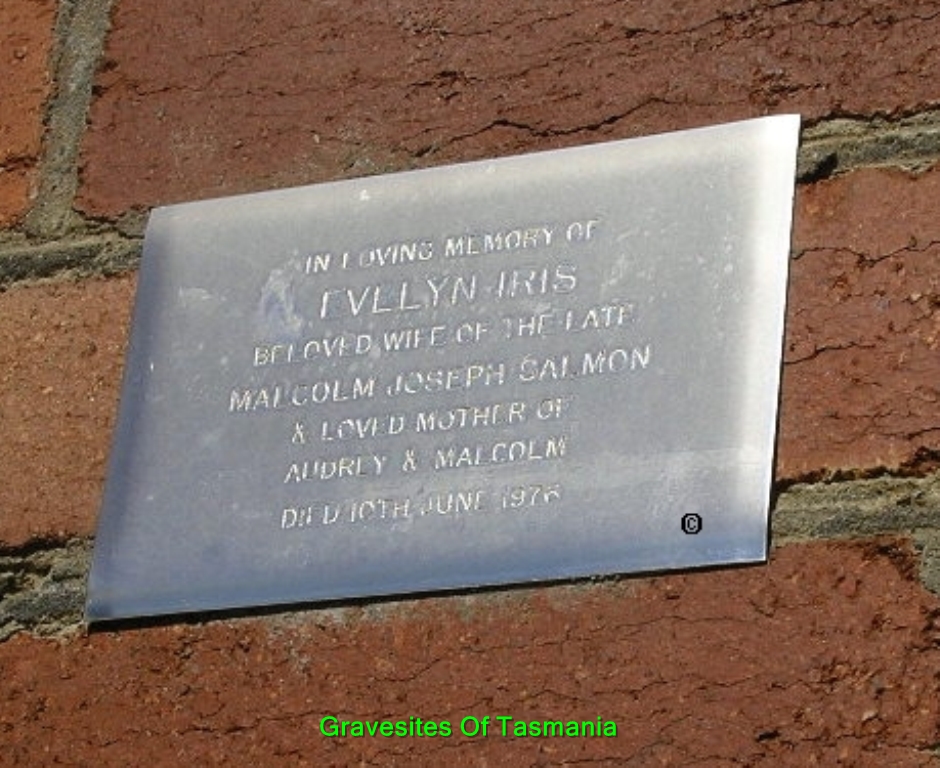 IN LOVING MEMORY OF
EVELYN IRIS
BELOVED WIFE OF THE LATE
MALCOLM JOSEPH SALMON
& LOVED MOTHER OF
AUDREY & MALCOLM
DIED 10TH JUNE
©
Gravesites Of Tasmania